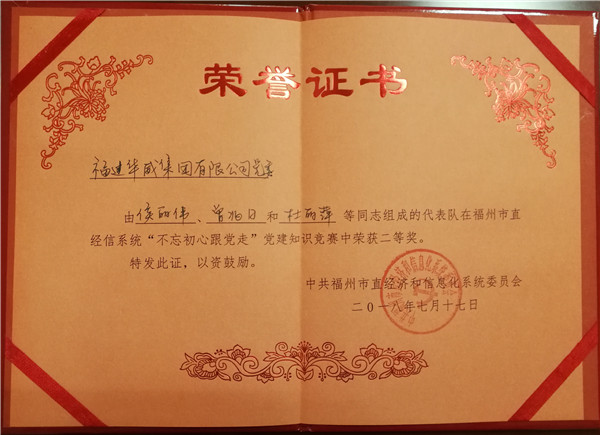 荣誉证书
福建华威集团有限公司党委
由侯丽伟、曾旭日和杜丽萍等同志组成的代表队在福州市直
经信系统“不忘初心跟党走”党建知识竞赛中荣获二等奖。
特发此证，以资鼓励。
中共福州市直经济和信息化系统委员会
二〇一八年七月十七日